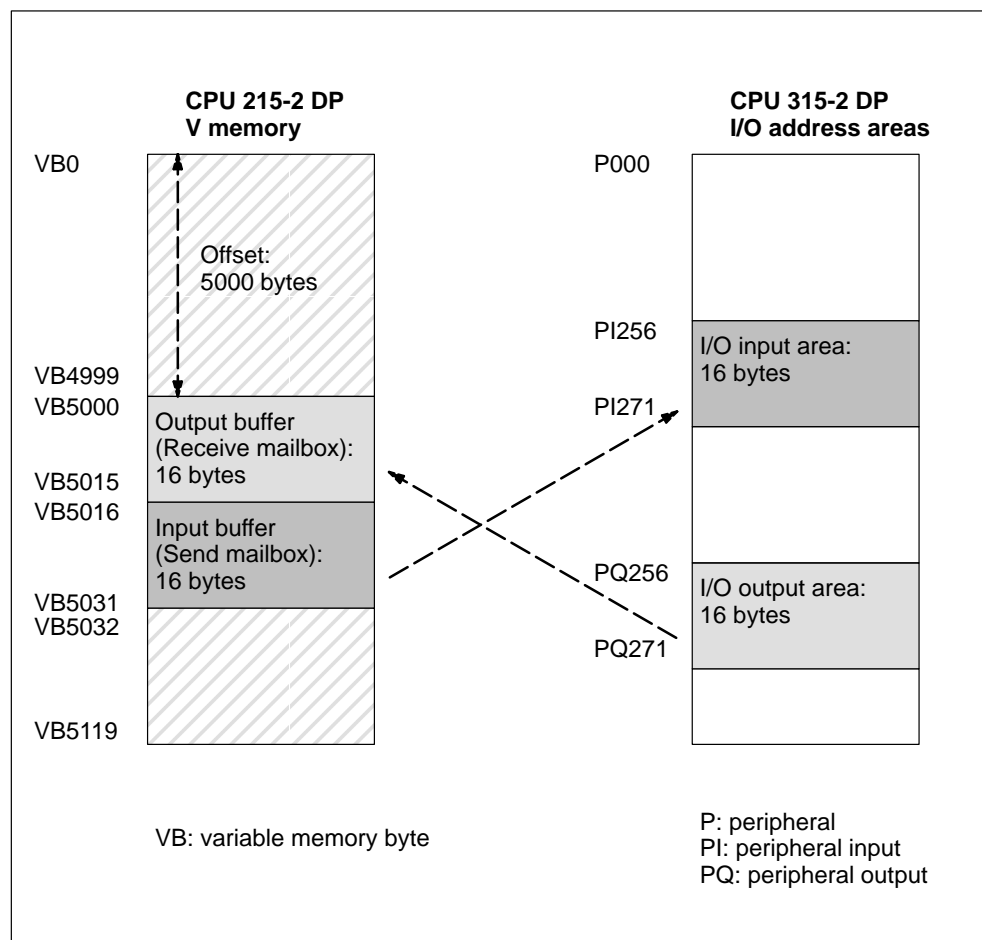 CPU 215-2 DP
V memory
VB0
Offset:
5000 bytes
VB4999
VB5000
Output buffer
(Receive mailbox):
16 bytes
VB5015
VB5016
Input buffer
(Send mailbox):
16 bytes
VB5031
VB5032
VB5119
VB: variable memory byte
CPU 315-2 DP
I/O address areas
P000
PI256
I/O input area:
16 bytes
PI271
PQ256
I/O output area:
16 bytes
PQ271
P: peripheral
PI: peripheral input
PQ: peripheral output